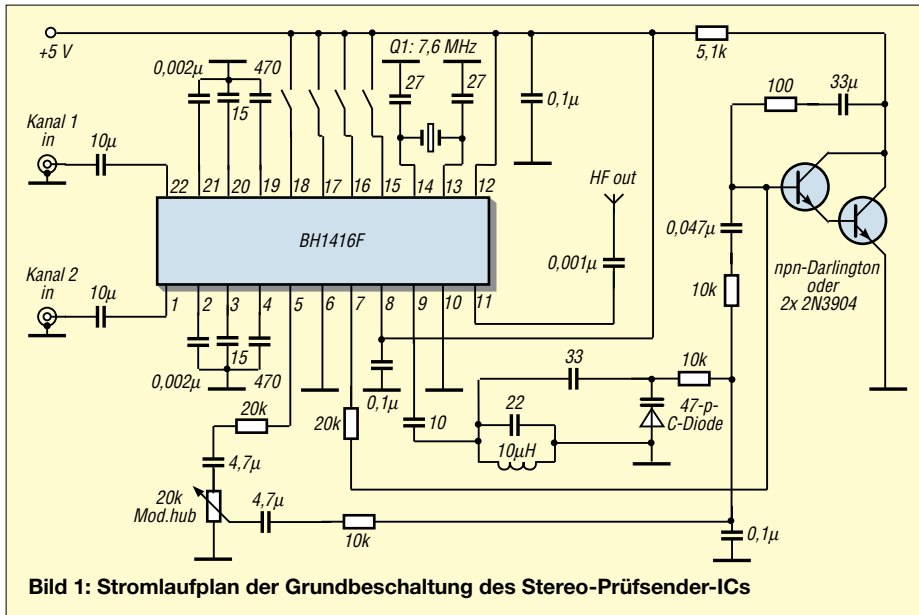 +5 V
Q1: 7,6 MHz
5,1k
0,002µ
470
15
27
27
0,1µ
100
33µ
Kanal 1
in
10µ
22
21
20
19
18
17
16
15
14
13
12
HF out
BH1416F
0,001µ
0,047µ
npn-Darlington
oder
2x 2N3904
10k
Kanal 2
in
10µ
1
2
3
4
5
6
7
8
9
10
11
0,002µ
15
470
0,1µ
20k
20k
10
33
10k
22
10µH
47-p-
C-Diode
4,7µ
20k
Mod.hub
4,7µ
10k
0,1µ
Bild 1: Stromlaufplan der Grundbeschaltung des Stereo-Prüfsender-ICs